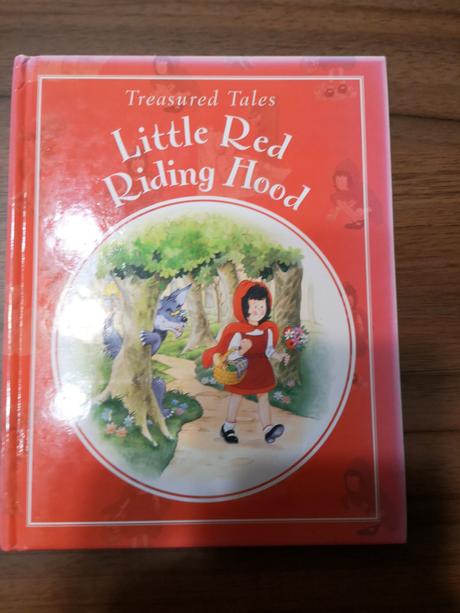 Treasured Tales
Little Red
Riding Hood